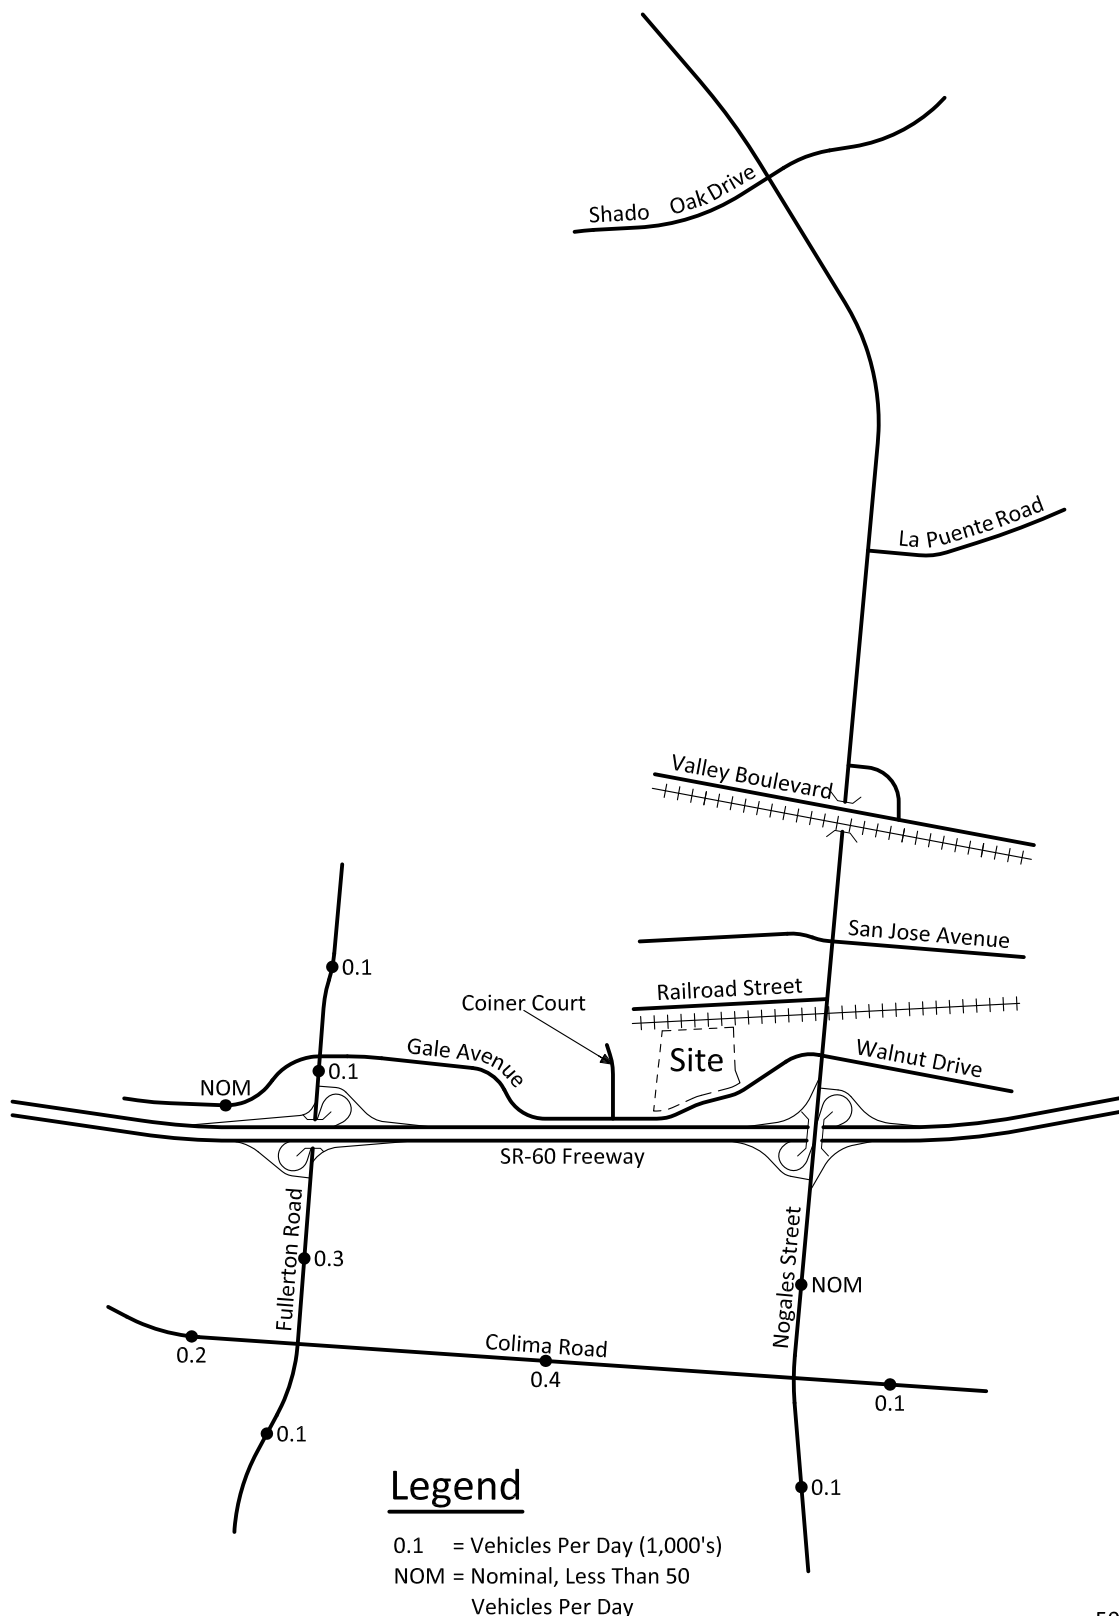 Shado Oak Drive
La Puente Road
Valley Boulevard
San Jose Avenue
Railroad Street
Coiner Court
0.1
Gale Avenue
Site
Walnut Drive
0.1
NOM
SR-60 Freeway
Fullerton Road
0.3
Nogales Street
NOM
Colima Road
0.2
0.4
0.1
0.1
0.1
Legend
0.1 = Vehicles Per Day (1,000's)
NOM = Nominal, Less Than 50
Vehicles Per Day